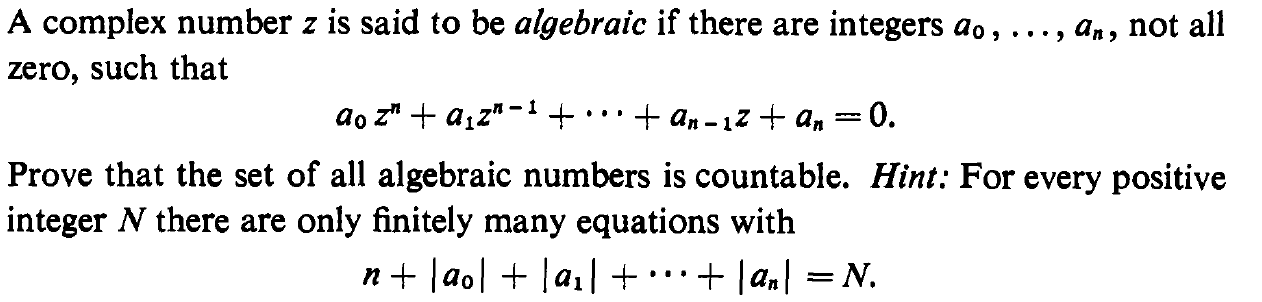 A complex number z is said to be algebraic if there are integers a₀, ..., aₙ, not all
zero, such that
a₀zⁿ + a₁zⁿ⁻¹ + ··· + aₙ₋₁z + aₙ = 0.
Prove that the set of all algebraic numbers is countable. Hint: For every positive
integer N there are only finitely many equations with
n + |a₀| + |a₁| + ··· + |aₙ| = N.